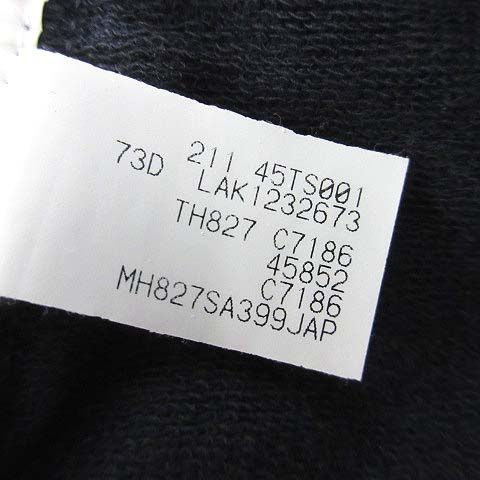 211 45TS001
73D LAK1232673
TH827 C7186
45852
C7186
MH827SA399JAP